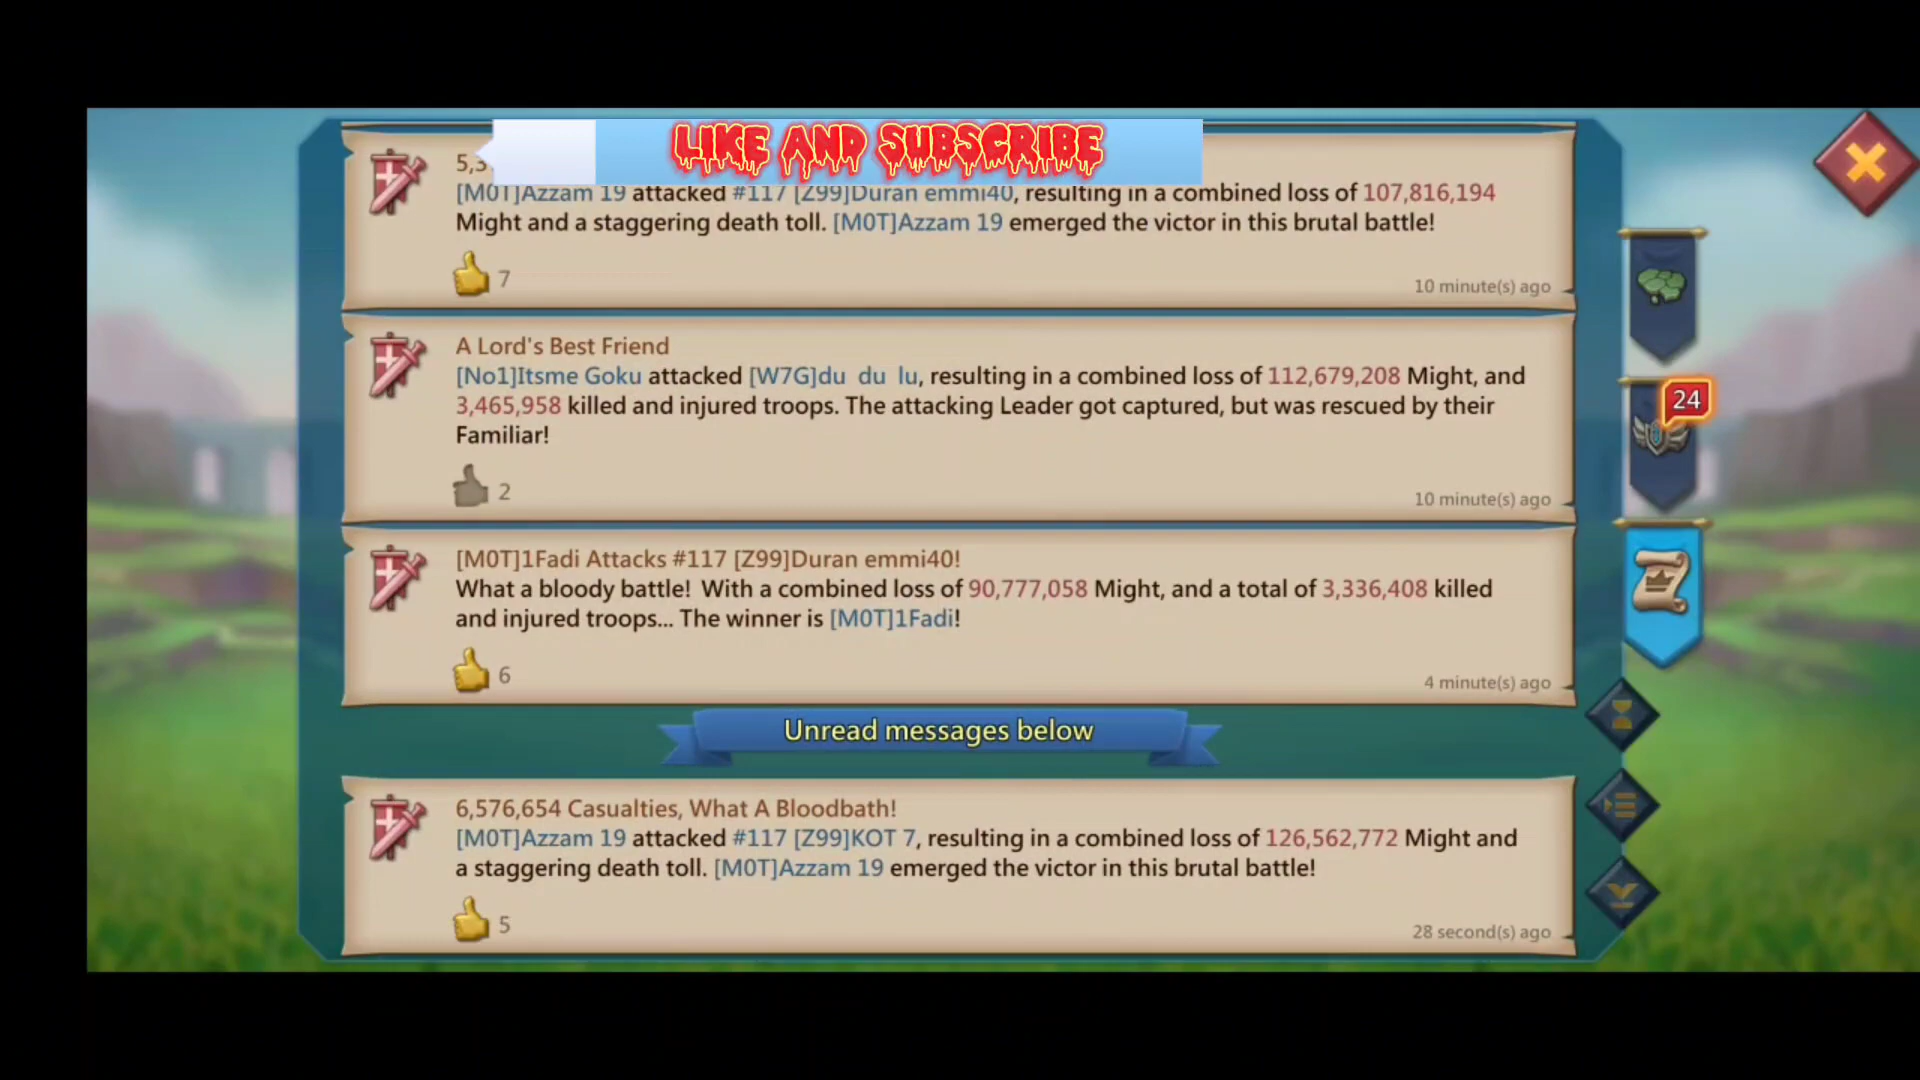 LIKE AND SUBSCRIBE
5,3
[M0T]Azzam 19 attacked #117 [Z99]Duran emmi40, resulting in a combined loss of 107,816,194
Might and a staggering death toll. [M0T]Azzam 19 emerged the victor in this brutal battle!
7
10 minute(s) ago
A Lord's Best Friend
[No1]Itsme Goku attacked [W7G]du du lu, resulting in a combined loss of 112,679,208 Might, and
3,465,958 killed and injured troops. The attacking Leader got captured, but was rescued by their
Familiar!
2
10 minute(s) ago
24
[M0T]1Fadi Attacks #117 [Z99]Duran emmi40!
What a bloody battle! With a combined loss of 90,777,058 Might, and a total of 3,336,408 killed
and injured troops... The winner is [M0T]1Fadi!
6
4 minute(s) ago
Unread messages below
6,576,654 Casualties, What A Bloodbath!
[M0T]Azzam 19 attacked #117 [Z99]KOT 7, resulting in a combined loss of 126,562,772 Might and
a staggering death toll. [M0T]Azzam 19 emerged the victor in this brutal battle!
5
28 second(s) ago